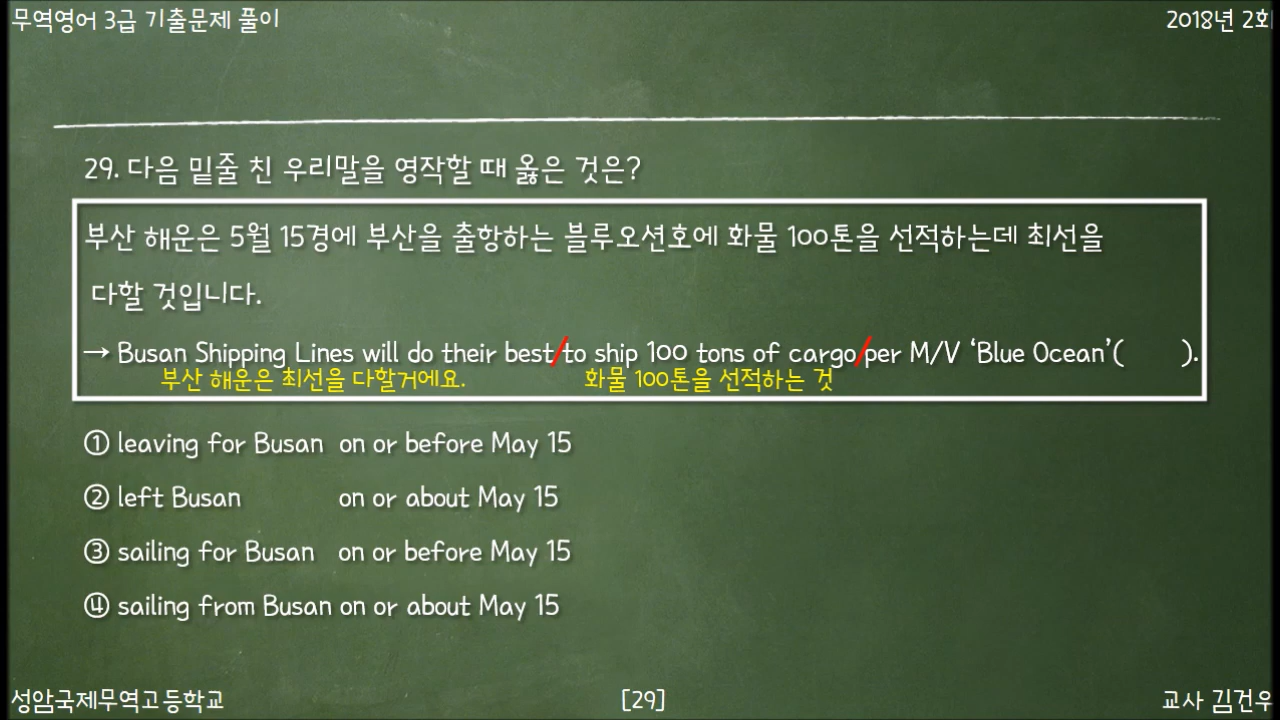 무역영어 3급 기출문제 풀이
2018년 2회
29. 다음 밑줄 친 우리말을 영작할 때 옳은 것은?
부산 해운은 5월 15경에 부산을 출항하는 블루오션호에 화물 100톤을 선적하는데 최선을
다할 것입니다.
→ Busan Shipping Lines will do their best/to ship 100 tons of cargo/per M/V ‘Blue Ocean’( ).
부산 해운은 최선을 다할거에요. 화물 100톤을 선적하는 것
① leaving for Busan on or before May 15
② left Busan on or about May 15
③ sailing for Busan on or before May 15
④ sailing from Busan on or about May 15
성암국제무역고등학교
[29]
교사 김건우